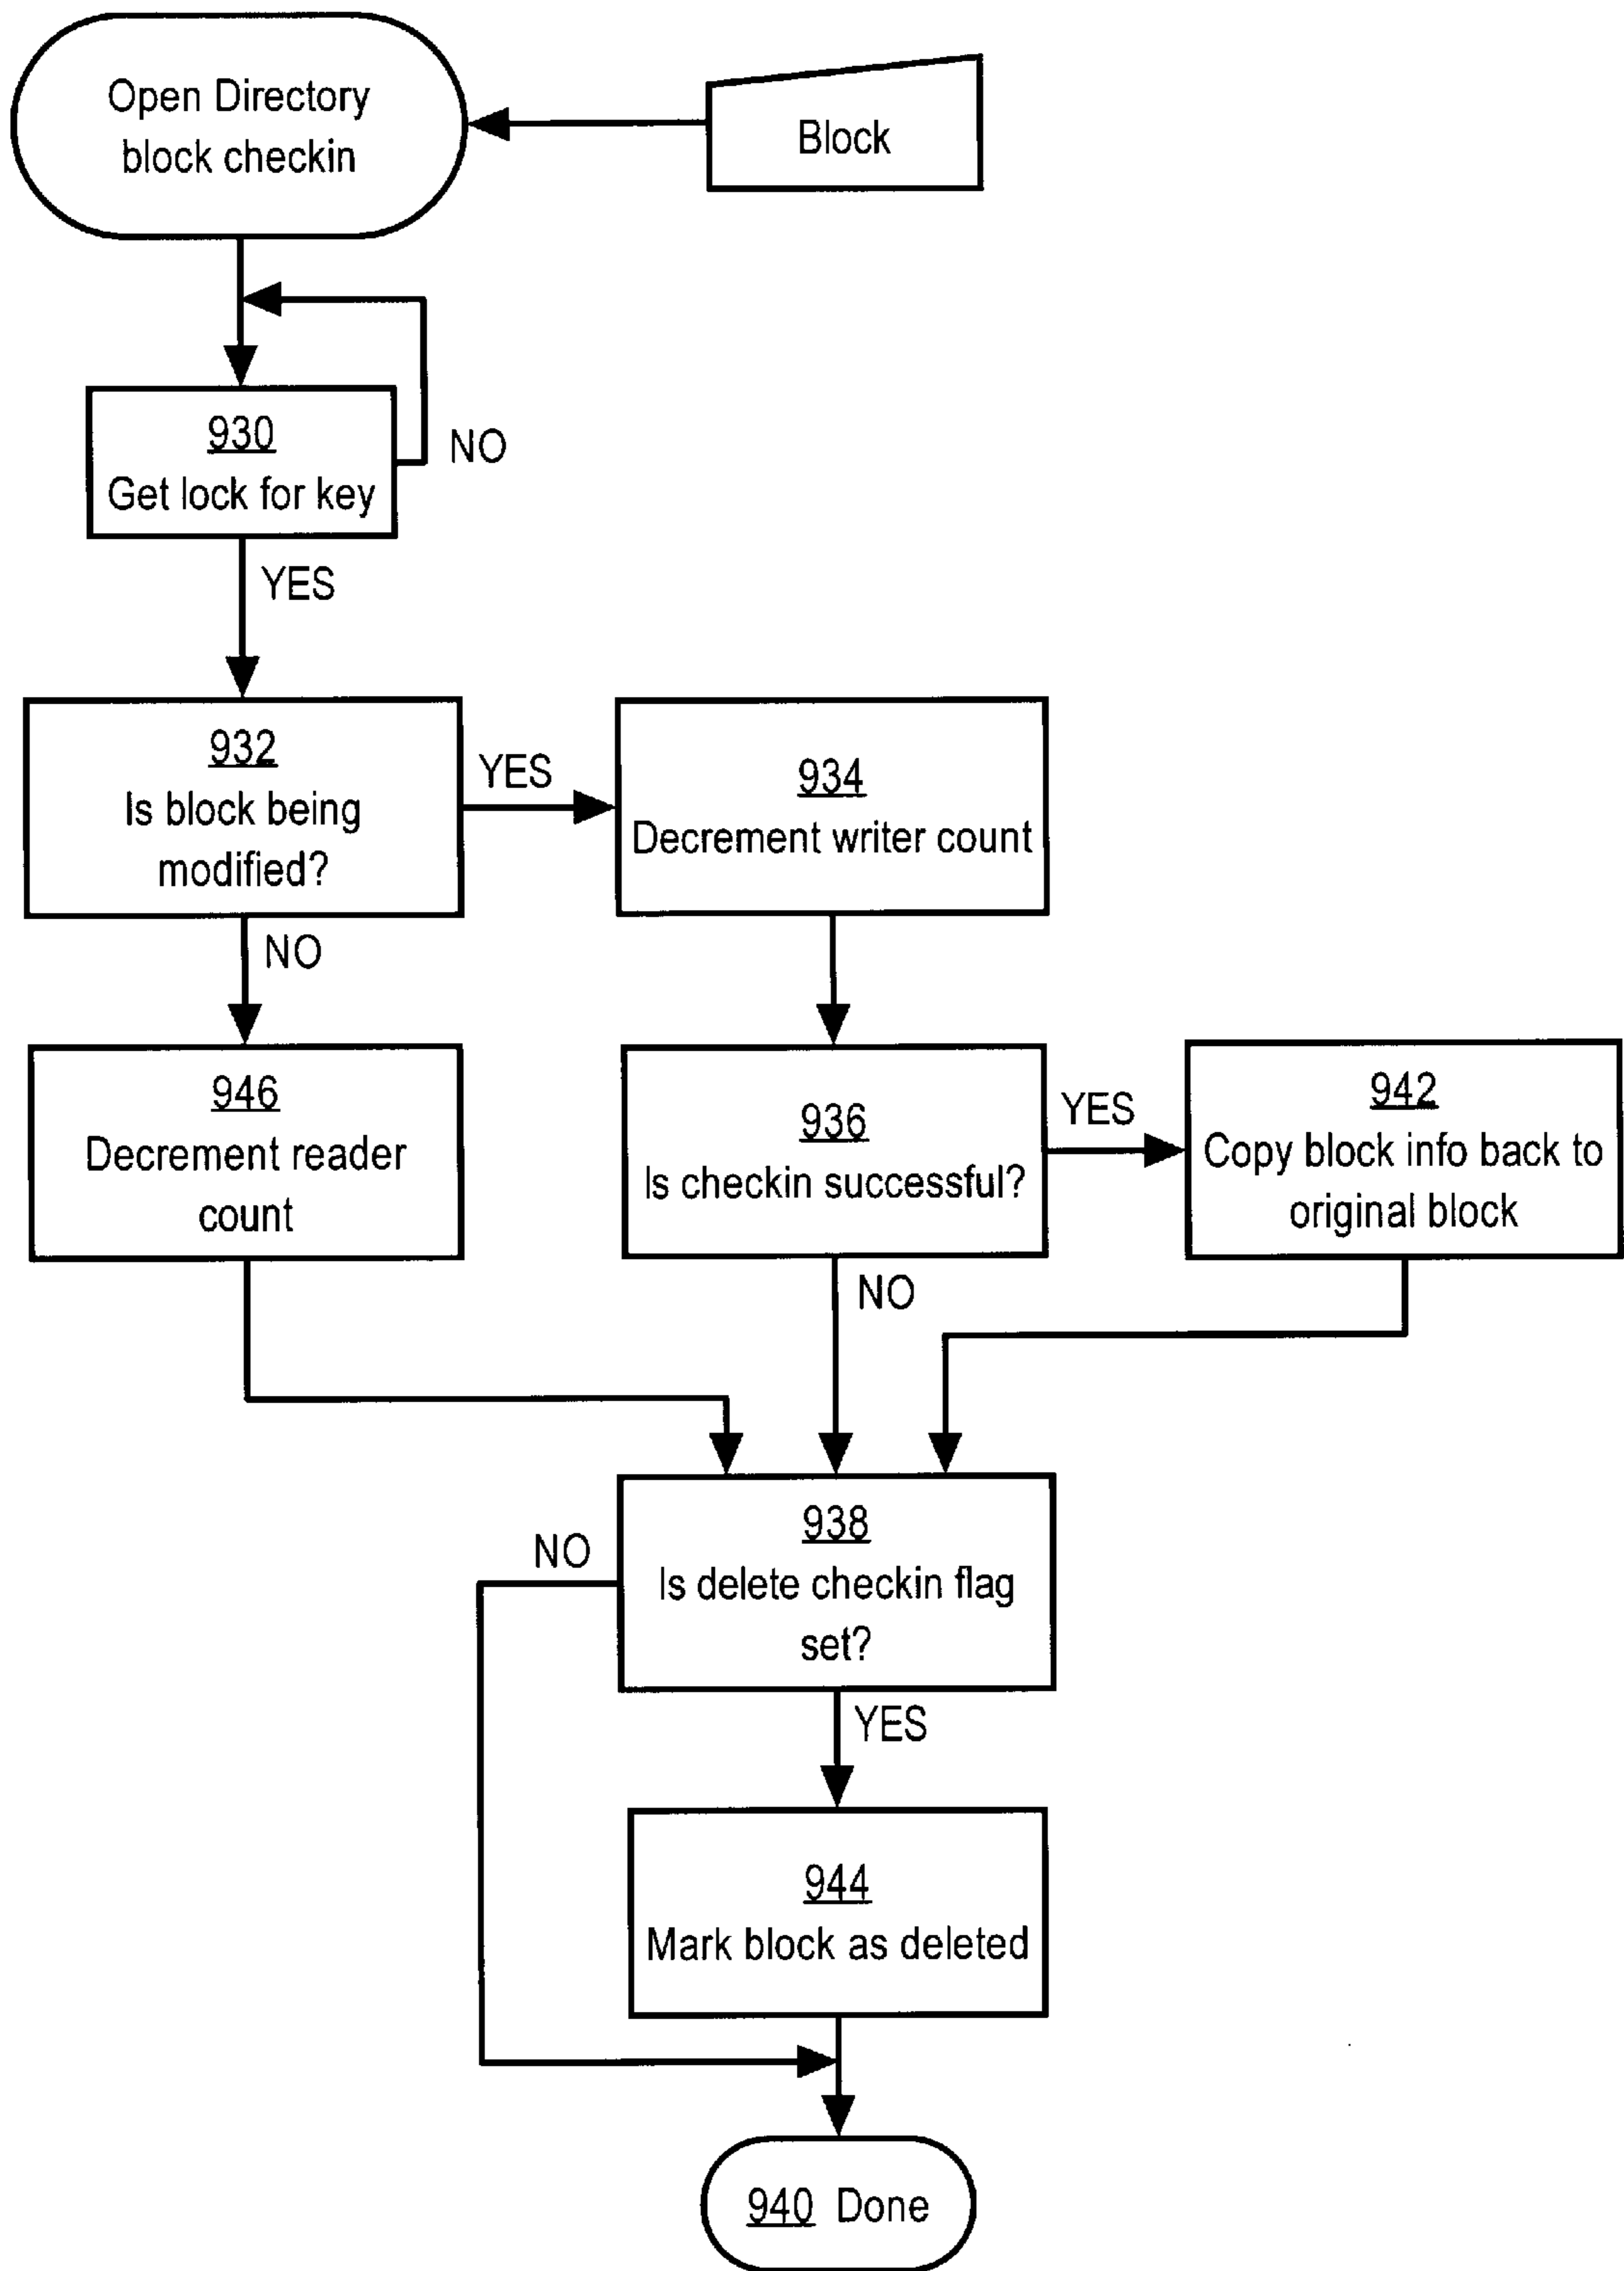 Open Directory
block checkin
Block
930
Get lock for key
NO
YES
932
Is block being
modified?
YES
934
Decrement writer count
NO
946
Decrement reader
count
936
Is checkin successful?
YES
942
Copy block info back to
original block
NO
938
Is delete checkin flag
set?
NO
YES
944
Mark block as deleted
940 Done